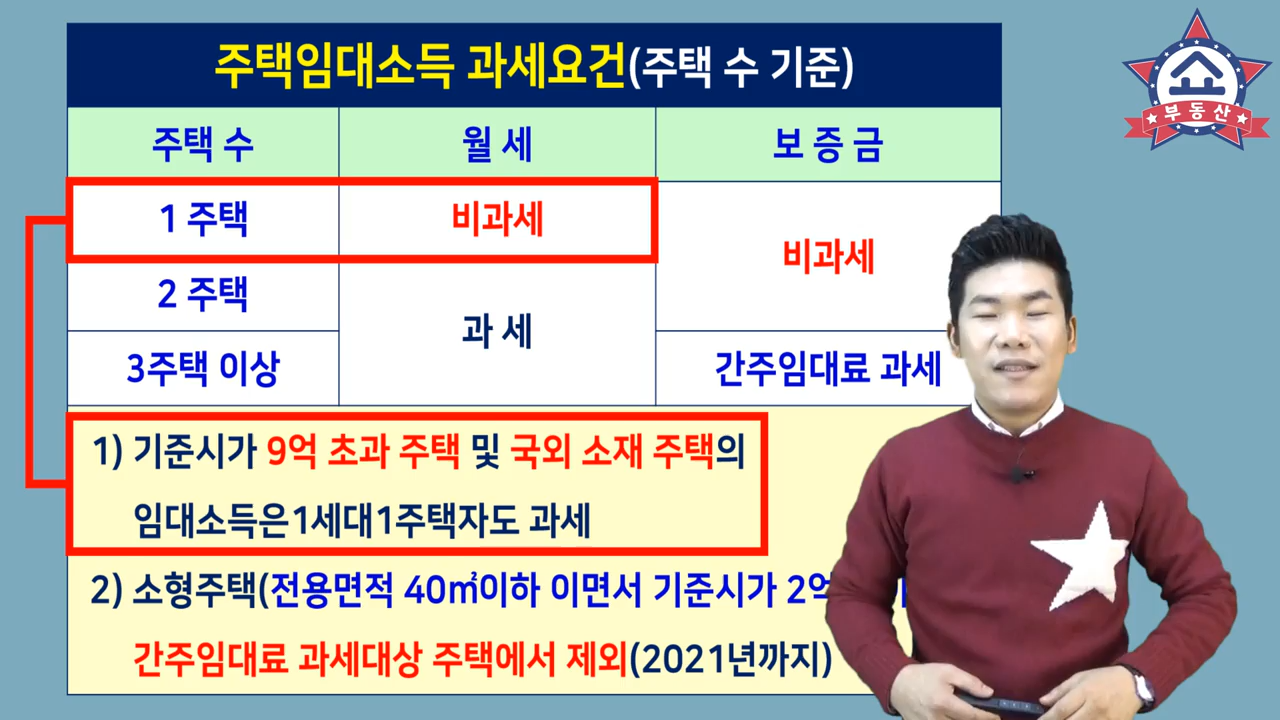 주택임대소득 과세요건(주택 수 기준)
부동산
주택 수 월 세 보 증 금
1 주택 비과세
비과세
2 주택
과 세
3주택 이상 간주임대료 과세
1) 기준시가 9억 초과 주택 및 국외 소재 주택의
임대소득은1세대1주택자도 과세
2) 소형주택(전용면적 40㎡이하 이면서 기준시가 2억
간주임대료 과세대상 주택에서 제외(2021년까지)